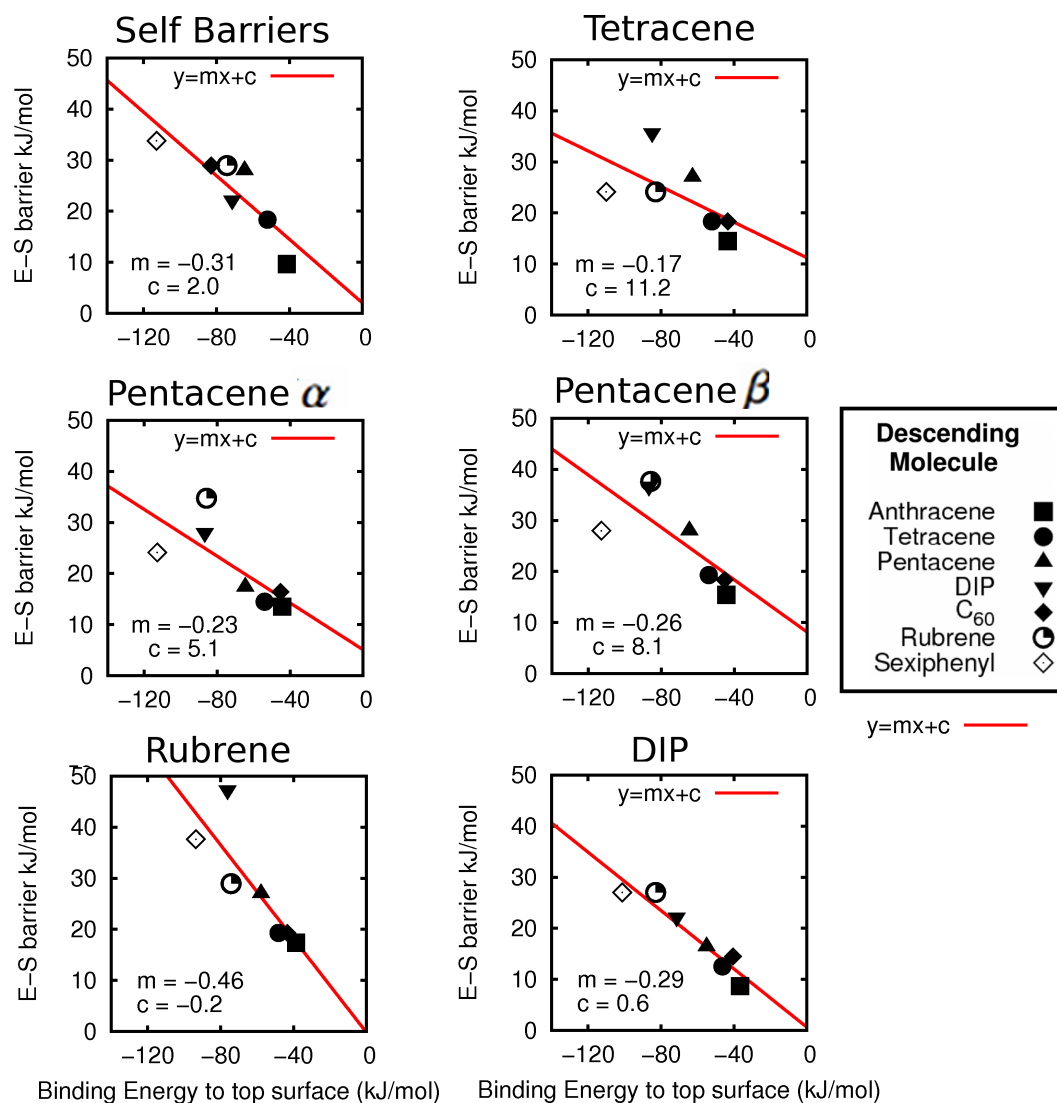 Self Barriers
50
40
30
20
10
0
E−S barrier kJ/mol
y=mx+c
m = −0.31
c = 2.0
−120
−80
−40
0
Tetracene
50
40
30
20
10
0
E−S barrier kJ/mol
y=mx+c
m = −0.17
c = 11.2
−120
−80
−40
0
Pentacene α
50
40
30
20
10
0
E−S barrier kJ/mol
y=mx+c
m = −0.23
c = 5.1
−120
−80
−40
0
Pentacene β
50
40
30
20
10
0
E−S barrier kJ/mol
y=mx+c
m = −0.26
c = 8.1
−120
−80
−40
0
Descending
Molecule
Anthracene
Tetracene
Pentacene
DIP
C60
Rubrene
Sexiphenyl
y=mx+c
Rubrene
50
40
30
20
10
0
E−S barrier kJ/mol
m = −0.46
c = −0.2
−120
−80
−40
0
Binding Energy to top surface (kJ/mol)
DIP
50
40
30
20
10
0
E−S barrier kJ/mol
y=mx+c
m = −0.29
c = 0.6
−120
−80
−40
0
Binding Energy to top surface (kJ/mol)